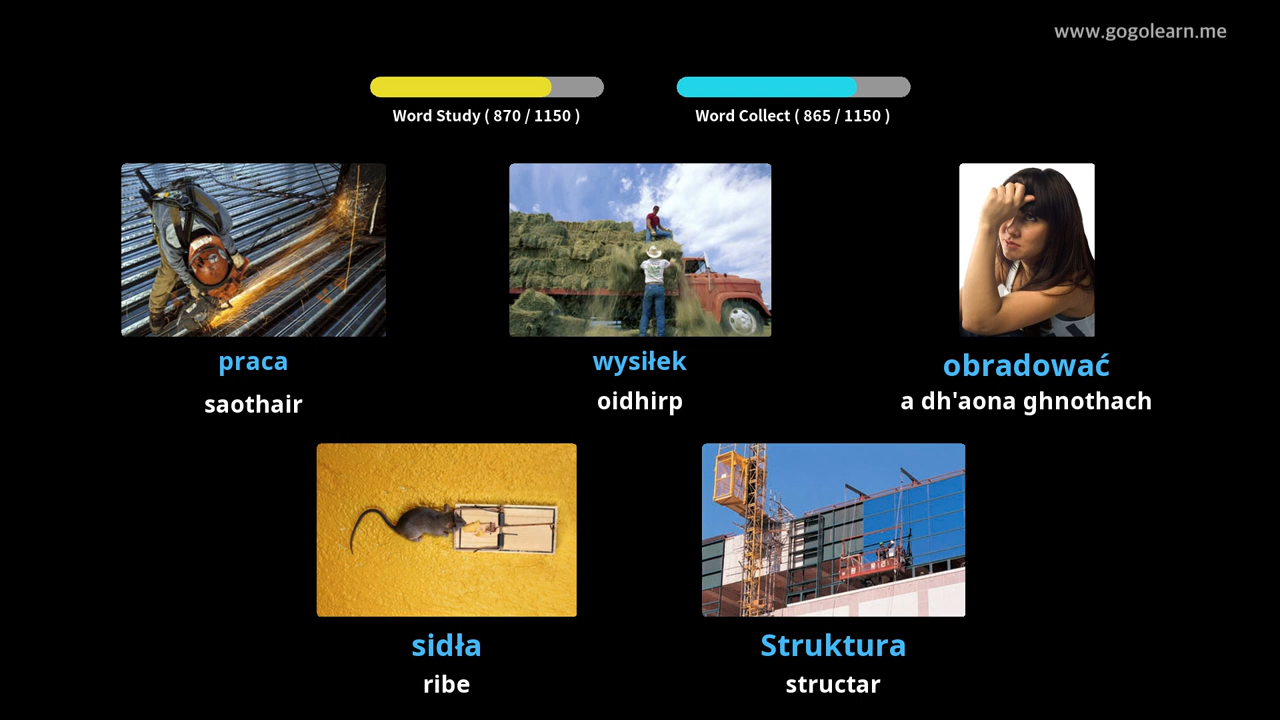 www.gogolearn.me
Word Study ( 870 / 1150 )
Word Collect ( 865 / 1150 )
praca
wysiłek
obradować
saothair
oidhirp
a dh'aona ghnothach
sidła
Struktura
ribe
structar